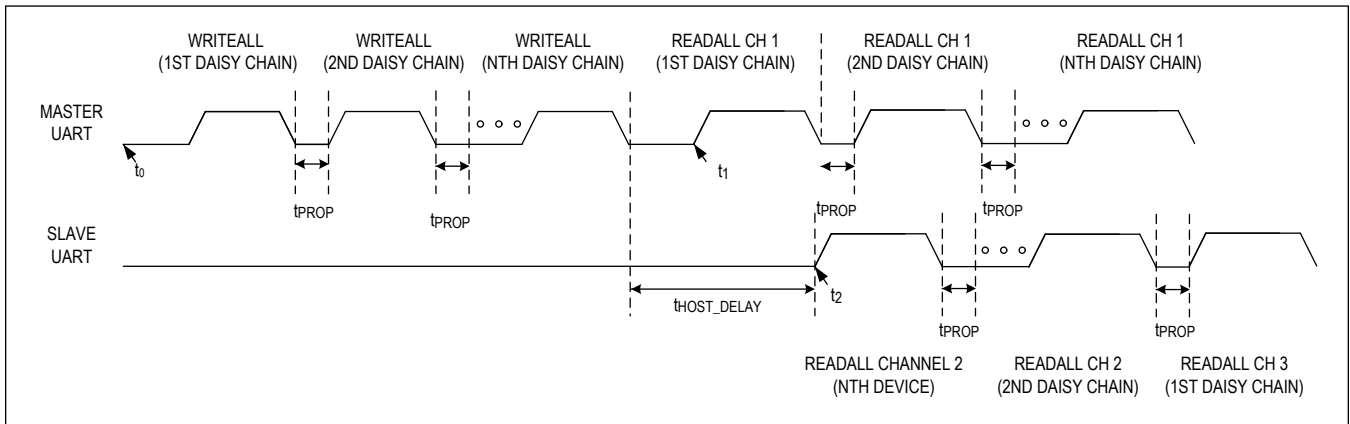 WRITEALL
(1ST DAISY CHAIN)
WRITEALL
(2ND DAISY CHAIN)
WRITEALL
(NTH DAISY CHAIN)
READALL CH 1
(1ST DAISY CHAIN)
READALL CH 1
(2ND DAISY CHAIN)
READALL CH 1
(NTH DAISY CHAIN)
MASTER
UART
t0
t1
tPROP
tPROP
tPROP
tPROP
SLAVE
UART
t2
tHOST_DELAY
tPROP
tPROP
READALL CHANNEL 2
(NTH DEVICE)
READALL CH 2
(2ND DAISY CHAIN)
READALL CH 3
(1ST DAISY CHAIN)